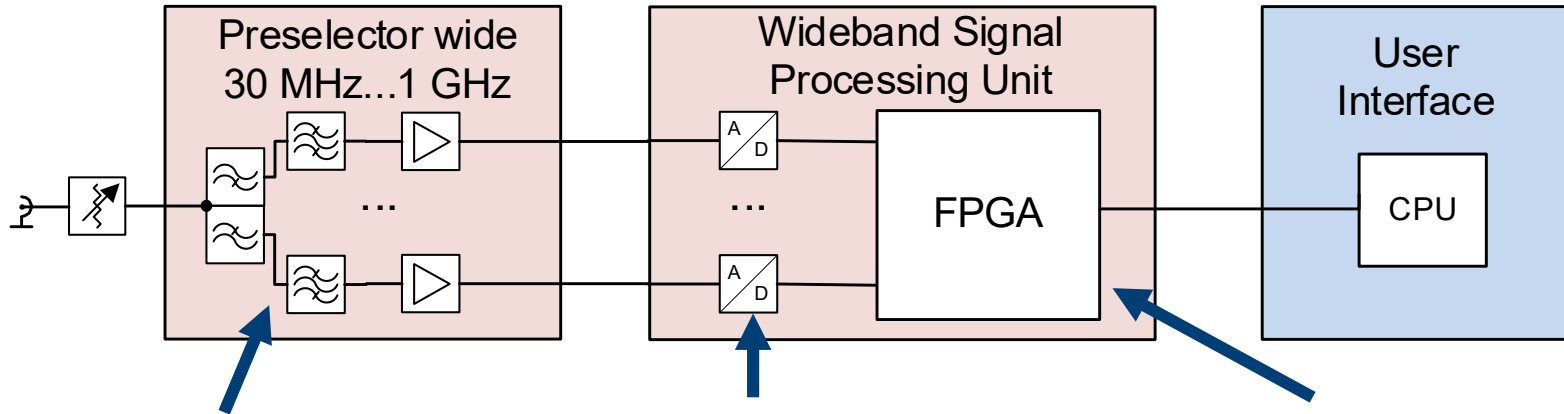 Preselector wide
30 MHz...1 GHz
...
Wideband Signal
Processing Unit
A
D
...
A
D
FPGA
User
Interface
CPU